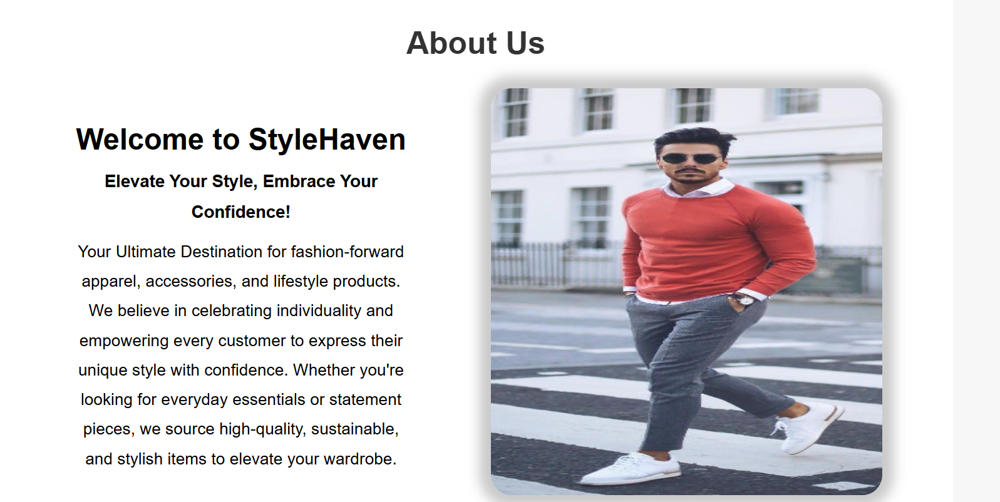 About Us
Welcome to StyleHaven
Elevate Your Style, Embrace Your
Confidence!
Your Ultimate Destination for fashion-forward
apparel, accessories, and lifestyle products.
We believe in celebrating individuality and
empowering every customer to express their
unique style with confidence. Whether you're
looking for everyday essentials or statement
pieces, we source high-quality, sustainable,
and stylish items to elevate your wardrobe.